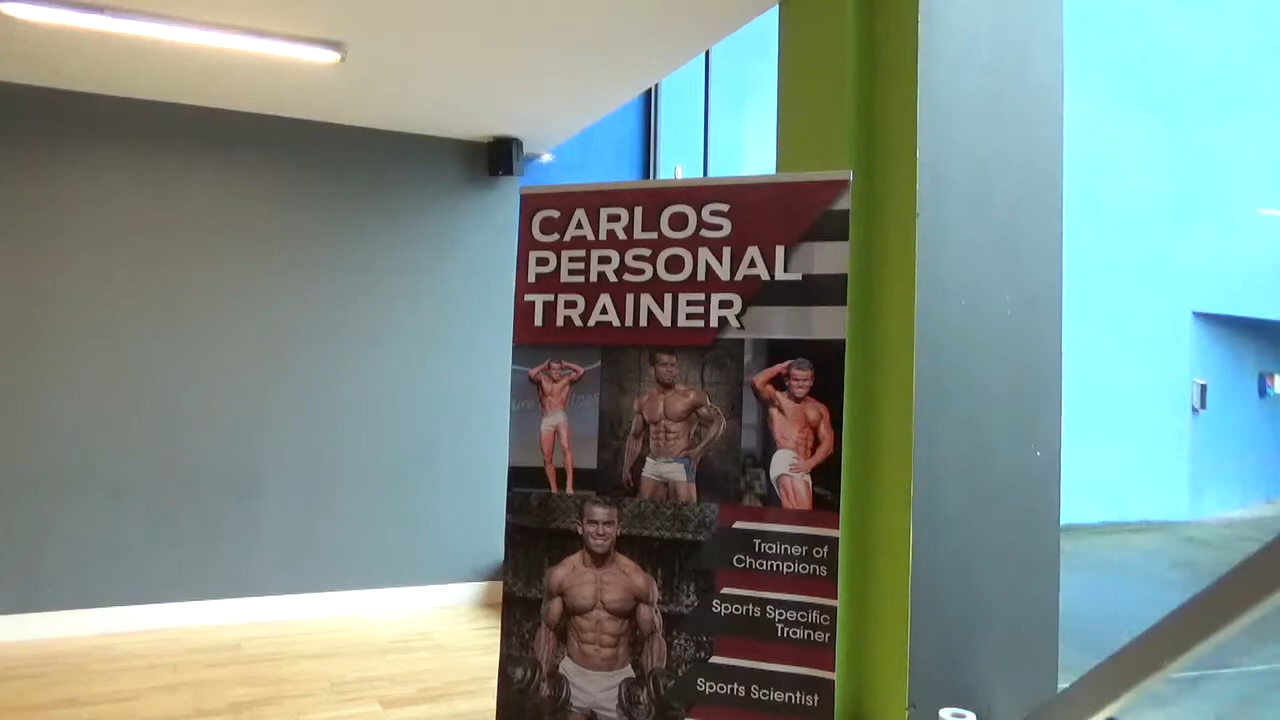 CARLOS
PERSONAL
TRAINER
Trainer of
Champions
Sports Specific
Trainer
Sports Scientist